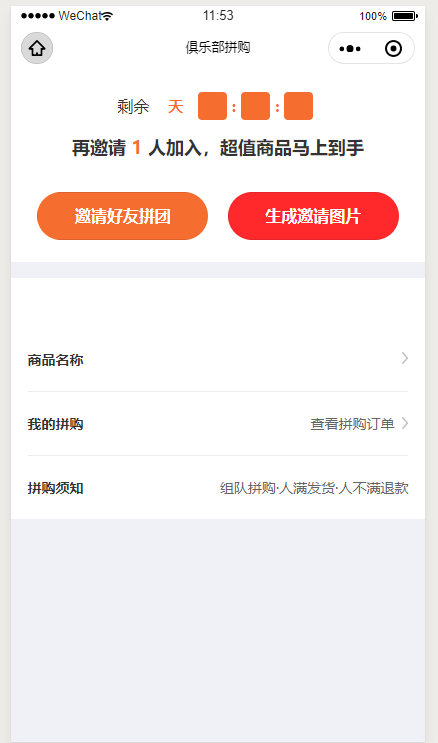 WeChat 11:53 100%
俱乐部拼购
剩余 天 : :
再邀请 1 人加入，超值商品马上到手
邀请好友拼团 生成邀请图片
商品名称
我的拼购 查看拼购订单
拼购须知 组队拼购·人满发货·人不满退款